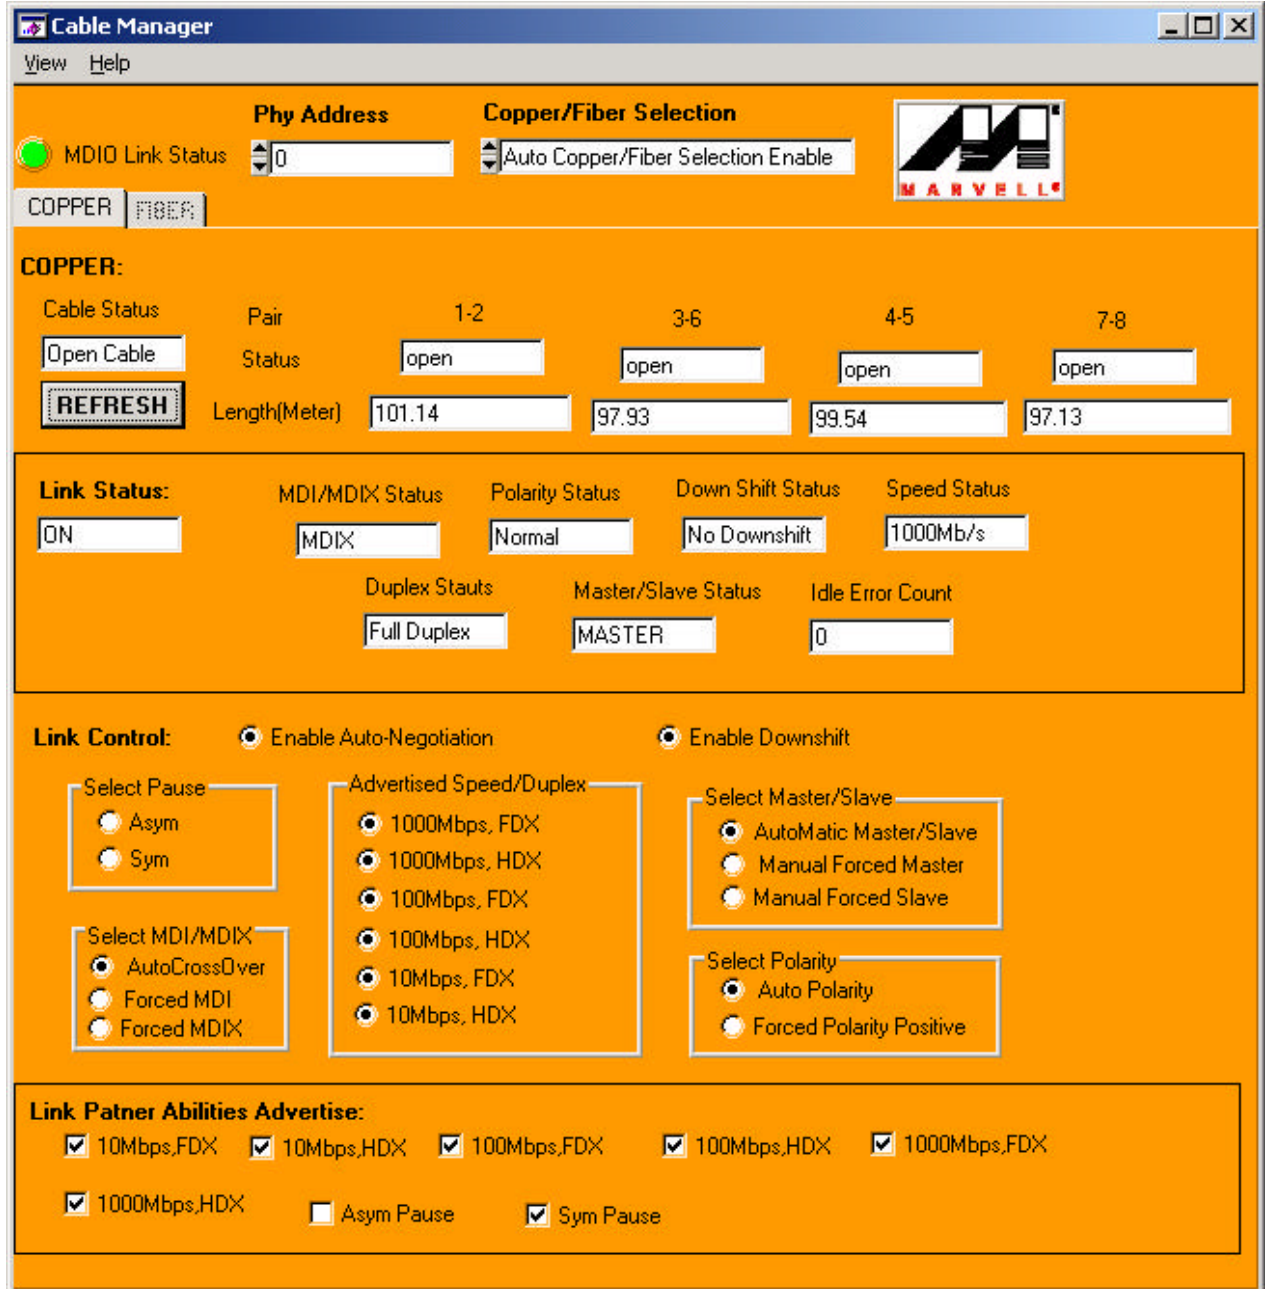 Cable Manager
View Help
Phy Address
Copper/Fiber Selection
MDIO Link Status
0
Auto Copper/Fiber Selection Enable
MARVELL
COPPER
FIBER
COPPER:
Cable Status
Pair
1-2
3-6
4-5
7-8
Open Cable
Status
open
open
open
open
REFRESH
Length(Meter)
101.14
97.93
99.54
97.13
Link Status:
MDI/MDIX Status
Polarity Status
Down Shift Status
Speed Status
ON
MDIX
Normal
No Downshift
1000Mb/s
Duplex Stauts
Master/Slave Status
Idle Error Count
Full Duplex
MASTER
0
Link Control:
Enable Auto-Negotiation
Enable Downshift
Select Pause
Asym
Sym
Advertised Speed/Duplex
1000Mbps, FDX
1000Mbps, HDX
100Mbps, FDX
100Mbps, HDX
10Mbps, FDX
10Mbps, HDX
Select Master/Slave
AutoMatic Master/Slave
Manual Forced Master
Manual Forced Slave
Select MDI/MDIX
AutoCrossOver
Forced MDI
Forced MDIX
Select Polarity
Auto Polarity
Forced Polarity Positive
Link Patner Abilities Advertise:
10Mbps,FDX
10Mbps,HDX
100Mbps,FDX
100Mbps,HDX
1000Mbps,FDX
1000Mbps,HDX
Asym Pause
Sym Pause